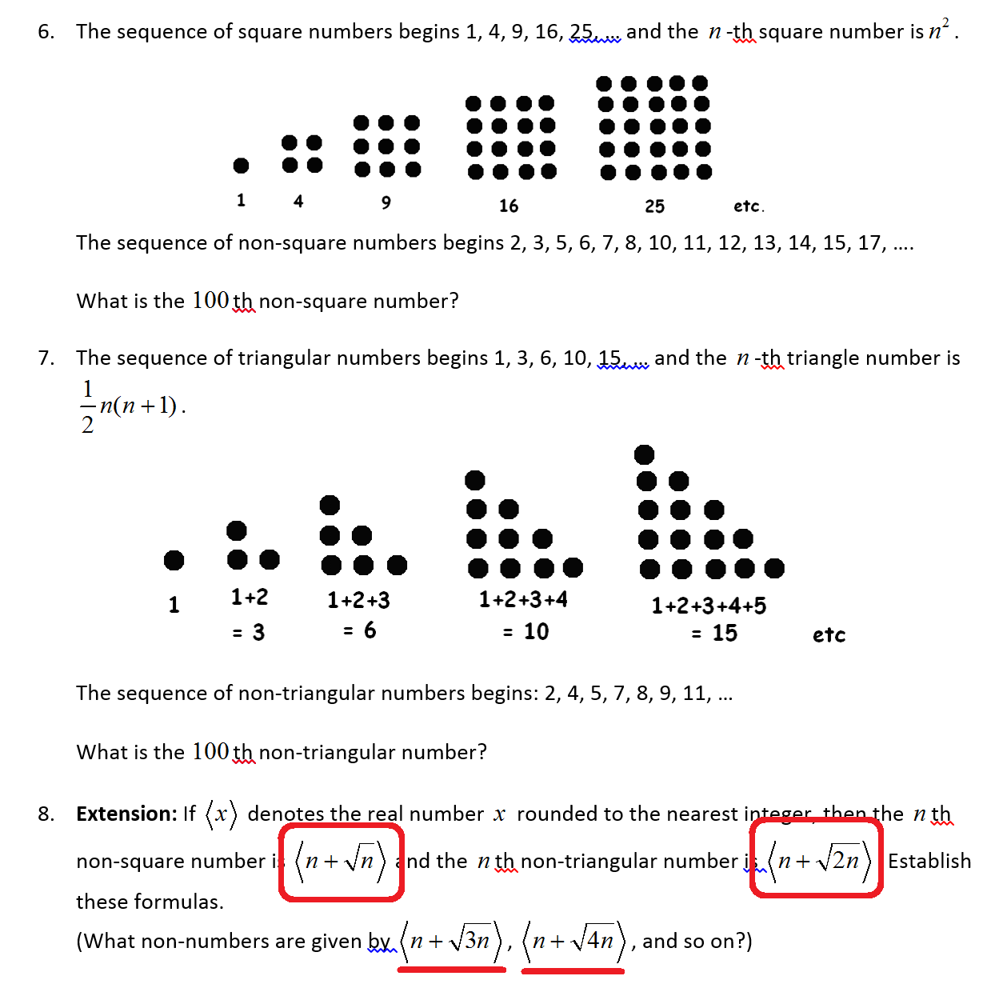 6. The sequence of square numbers begins 1, 4, 9, 16, 25, ... and the n -th square number is n².
1 4 9 16 25 etc.
The sequence of non-square numbers begins 2, 3, 5, 6, 7, 8, 10, 11, 12, 13, 14, 15, 17, ....
What is the 100 th non-square number?
7. The sequence of triangular numbers begins 1, 3, 6, 10, 15, ... and the n -th triangle number is
1/2 n(n + 1).
1 1+2 1+2+3 1+2+3+4 1+2+3+4+5
= 3 = 6 = 10 = 15 etc
The sequence of non-triangular numbers begins: 2, 4, 5, 7, 8, 9, 11, ...
What is the 100 th non-triangular number?
8. Extension: If ⟨x⟩ denotes the real number x rounded to the nearest integer, then the n th
non-square number is ⟨n + √n⟩ and the n th non-triangular number is ⟨n + √2n⟩ Establish
these formulas.
(What non-numbers are given by ⟨n + √3n⟩, ⟨n + √4n⟩, and so on?)